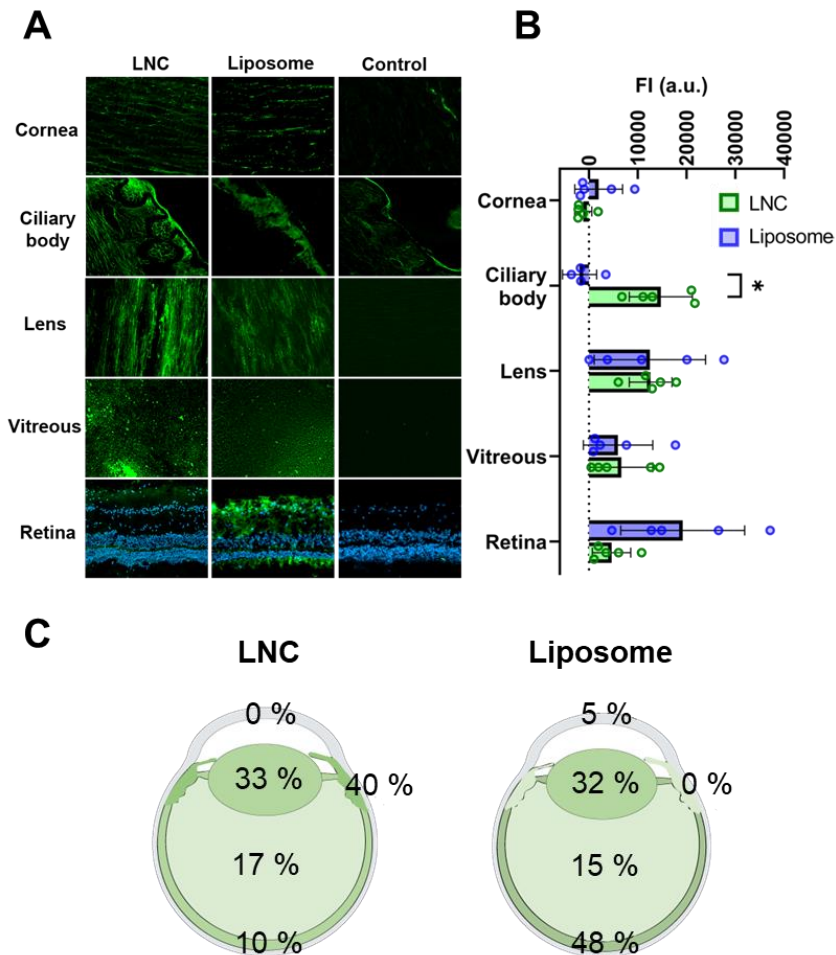 A
LNC
Liposome
Control
Cornea
Ciliary
body
Lens
Vitreous
Retina
B
FI (a.u.)
0
10000
20000
30000
40000
Cornea
Ciliary
body
Lens
Vitreous
Retina
LNC
Liposome
*
C
LNC
Liposome
0 %
33 %
40 %
17 %
10 %
5 %
32 %
0 %
15 %
48 %